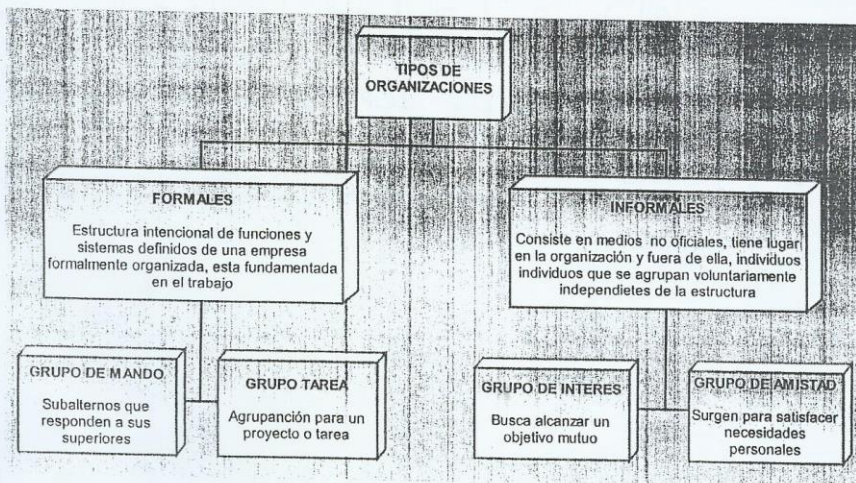 TIPOS DE
ORGANIZACIONES
FORMALES
Estructura intencional de funciones y
sistemas definidos de una empresa
formalmente organizada, esta fundamentada
en el trabajo
INFORMALES
Consiste en medios no oficiales, tiene lugar
en la organización y fuera de ella, individuos
individuos que se agrupan voluntariamente
independietes de la estructura
GRUPO DE MANDO
Subalternos que
responden a sus
superiores
GRUPO TAREA
Agrupanción para un
proyecto o tarea
GRUPO DE INTERES
Busca alcanzar un
objetivo mutuo
GRUPO DE AMISTAD
Surgen para satisfacer
necesidades
personales